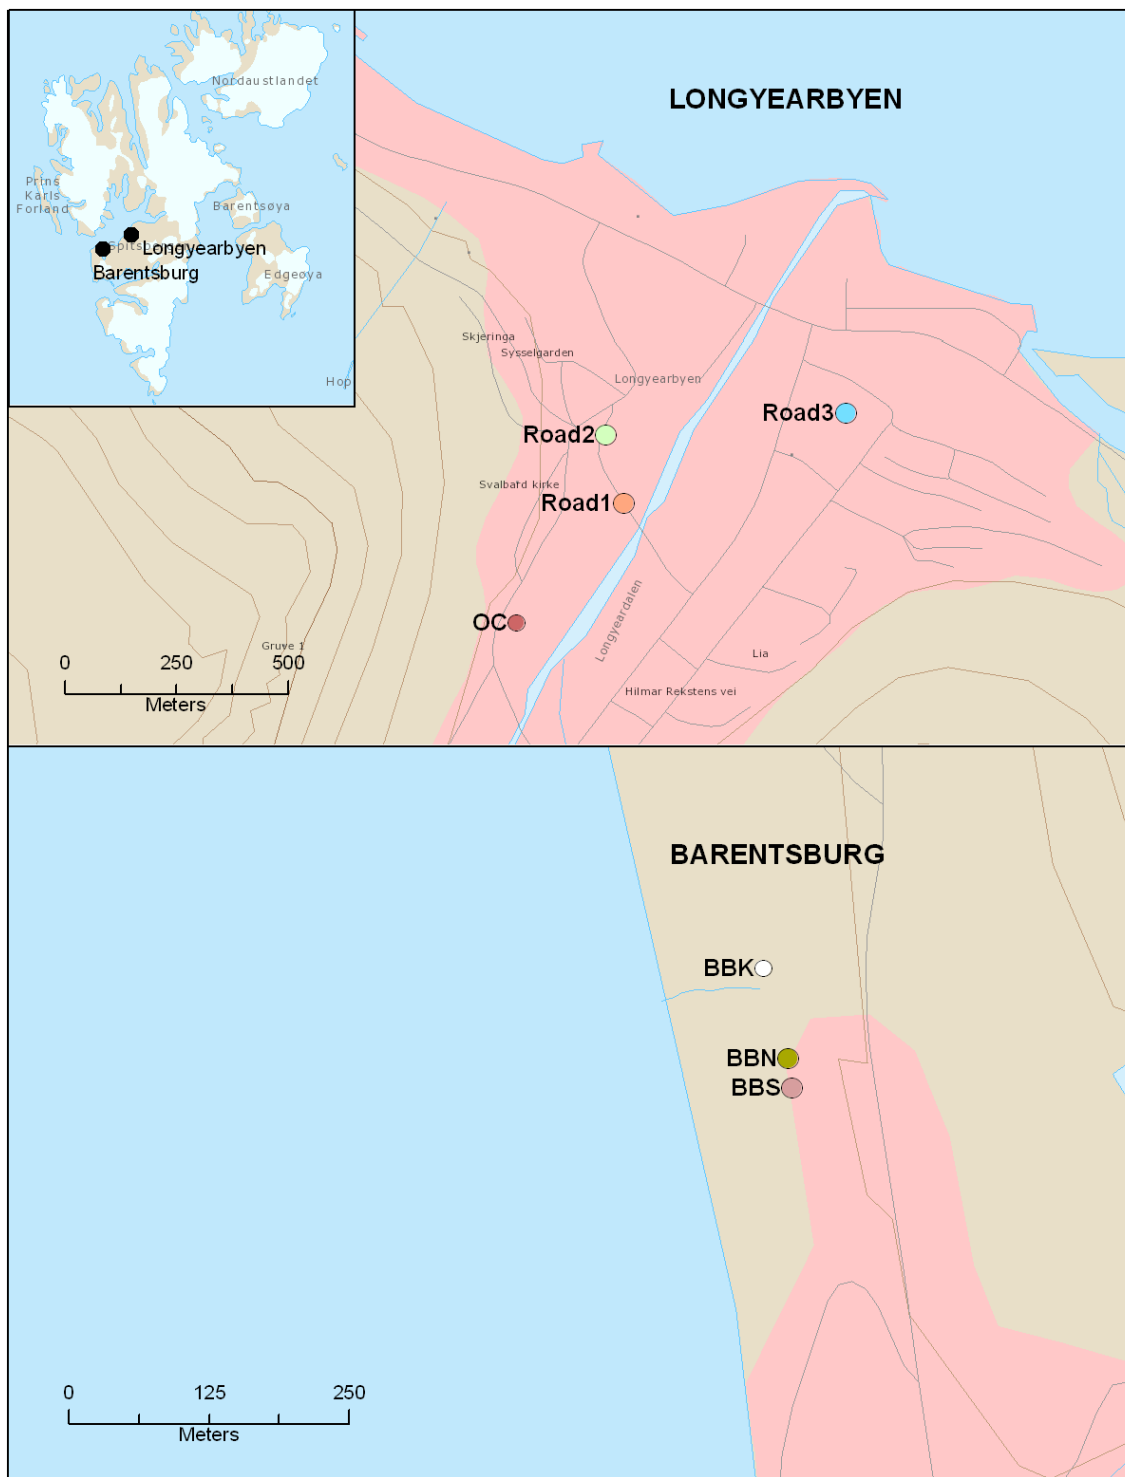 Nordaustlandet
Prins
Karls
Forland
Barentsøya
Longyearbyen
Barentsburg
Edgeøya
Hop
LONGYEARBYEN
Skjeringa
Sysselgarden
Longyearbyen
Road3
Road2
Svalbard kirke
Road1
OC
Longyeardalen
Gruve 1
Lia
Hilmar Rekstens vei
0 250 500
Meters
BARENTSBURG
BBK
BBN
BBS
0 125 250
Meters